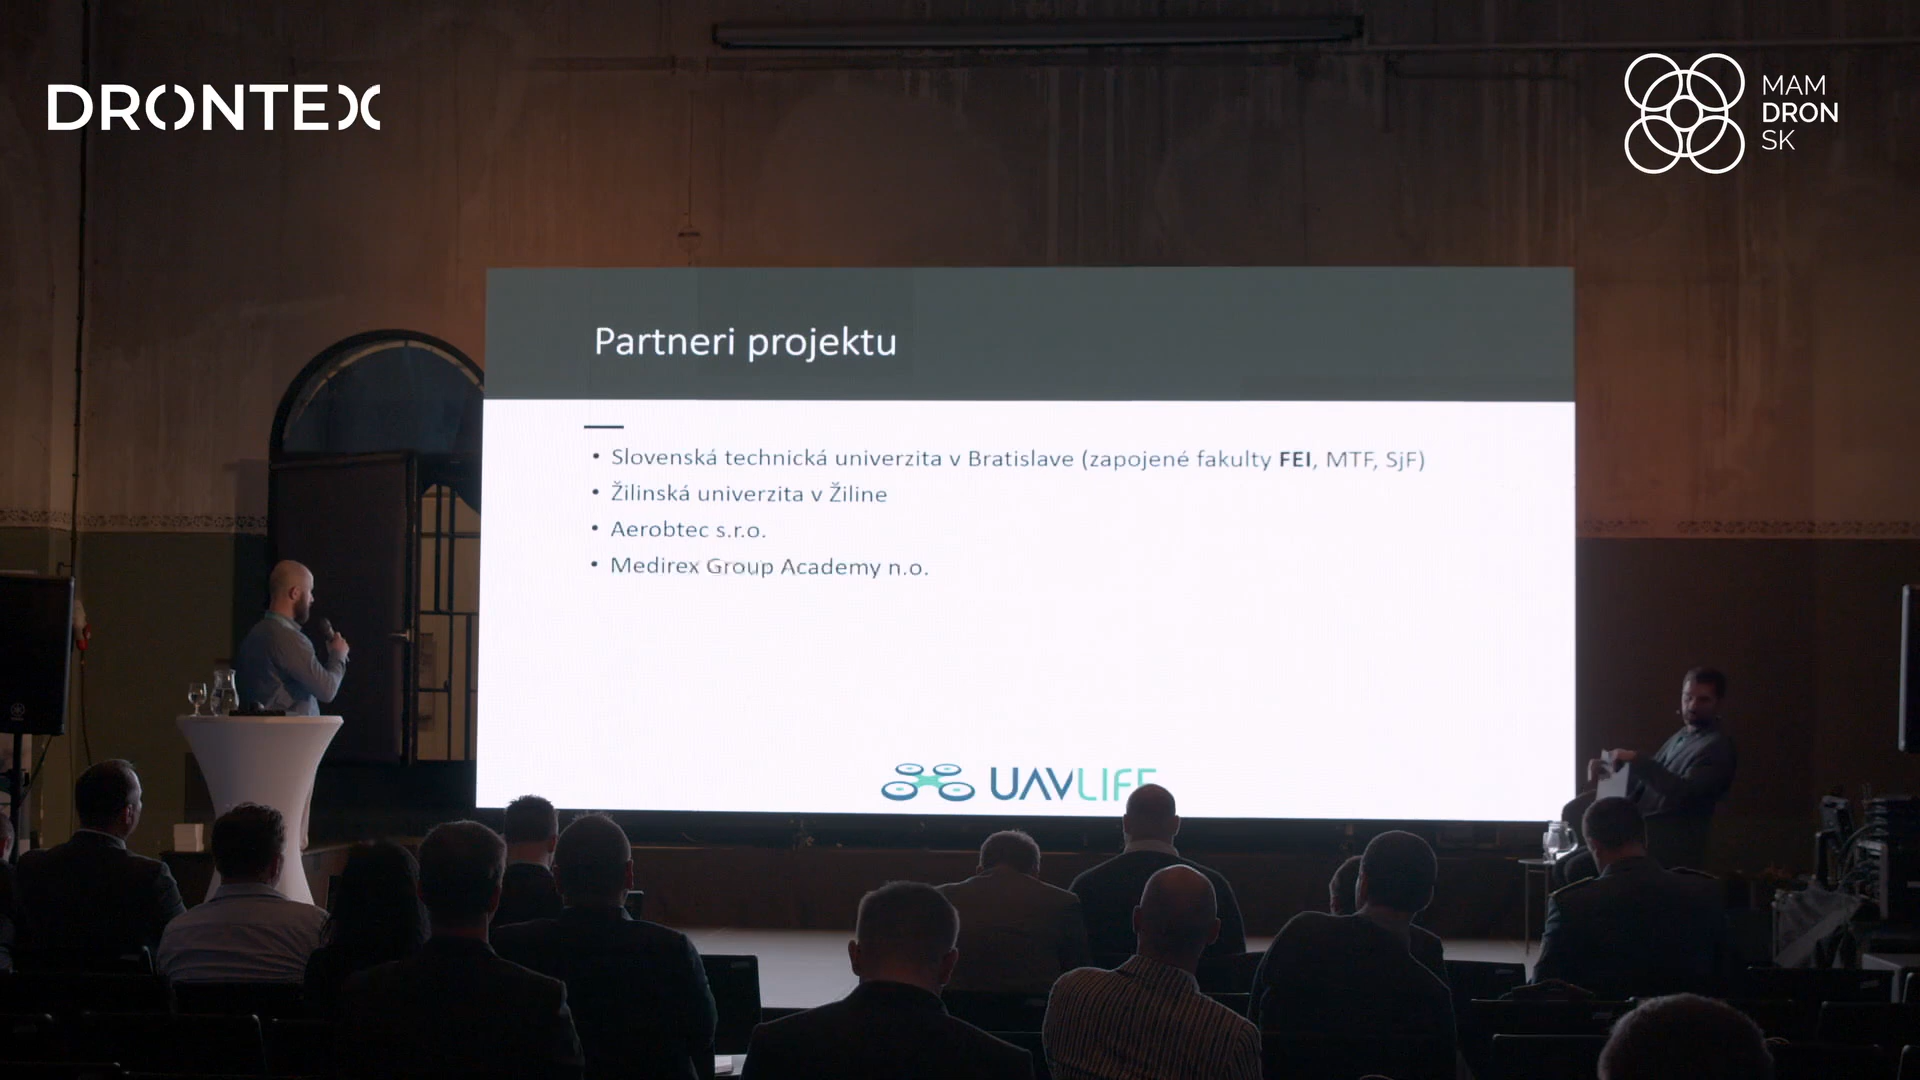 DRONTEX
MAM
DRON
SK
Partneri projektu
• Slovenská technická univerzita v Bratislave (zapojené fakulty FEI, MTF, SjF)
• Žilinská univerzita v Žiline
• Aerobtec s.r.o.
• Medirex Group Academy n.o.
UAVLIFE